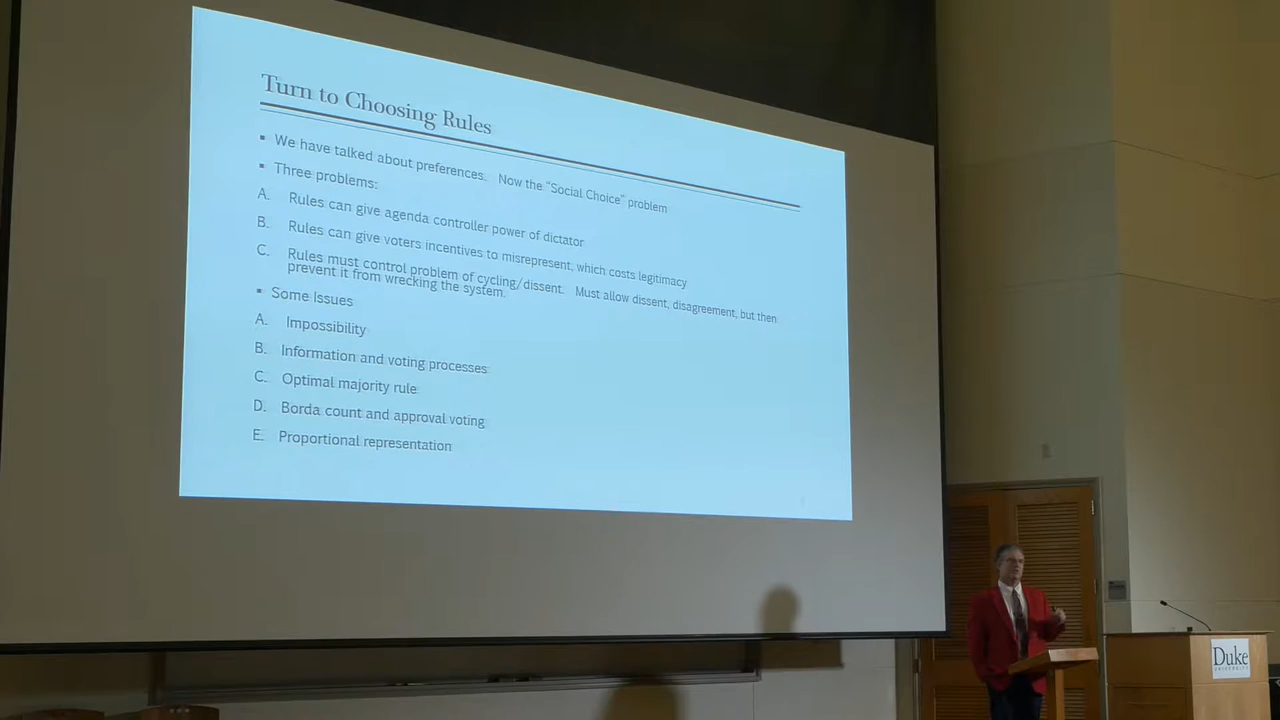 Turn to Choosing Rules
▪ We have talked about preferences. Now the "Social Choice" problem
▪ Three problems:
A. Rules can give agenda controller power of dictator
B. Rules can give voters incentives to misrepresent, which costs legitimacy
C. Rules must control problem of cycling/dissent. Must allow dissent, disagreement, but then
prevent it from wrecking the system.
▪ Some Issues
A. Impossibility
B. Information and voting processes
C. Optimal majority rule
D. Borda count and approval voting
E. Proportional representation
Duke
UNIVERSITY